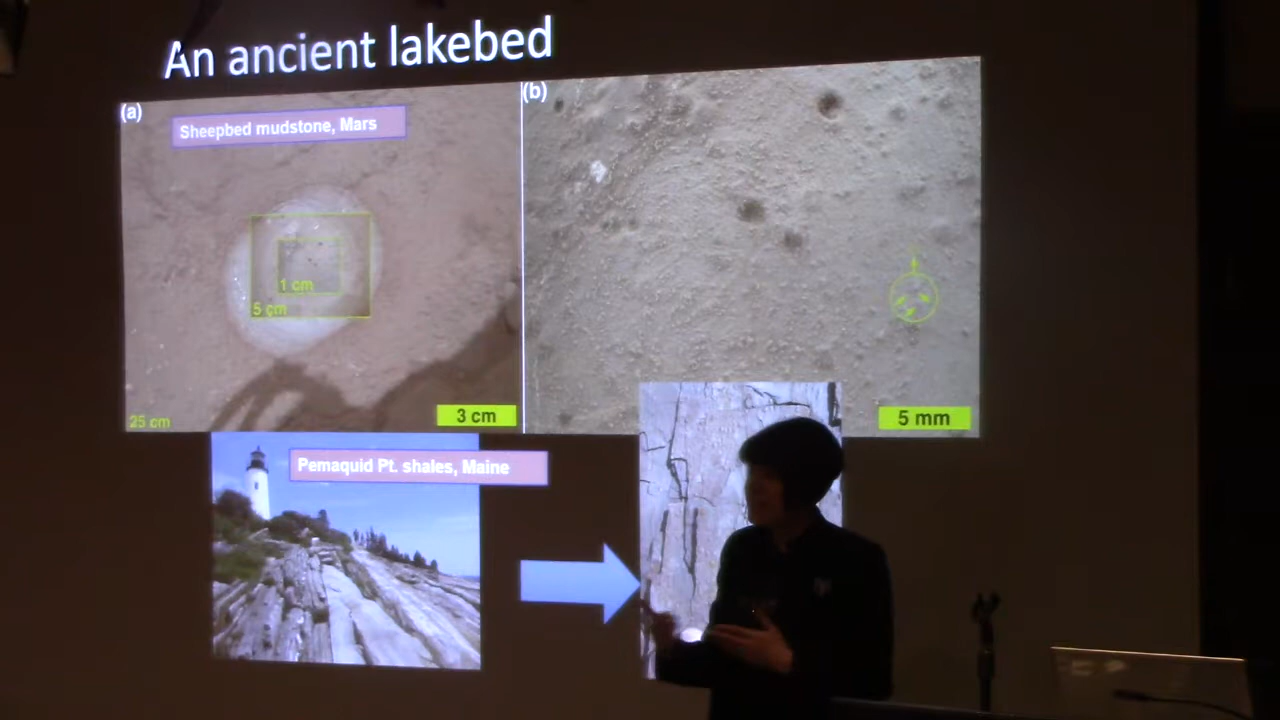 An ancient lakebed
(a)
Sheepbed mudstone, Mars
1 cm
5 cm
25 cm
3 cm
(b)
5 mm
Pemaquid Pt. shales, Maine